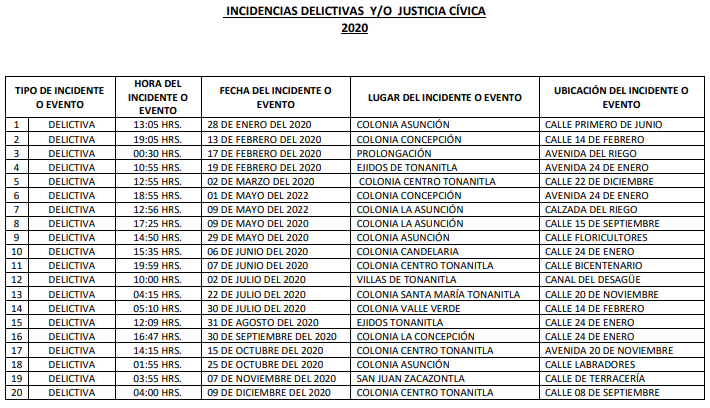 INCIDENCIAS DELICTIVAS Y/O JUSTICIA CÍVICA
2020
TIPO DE INCIDENTE O EVENTO HORA DEL INCIDENTE O EVENTO FECHA DEL INCIDENTE O EVENTO LUGAR DEL INCIDENTE O EVENTO UBICACIÓN DEL INCIDENTE O EVENTO
1 DELICTIVA 13:05 HRS. 28 DE ENERO DEL 2020 COLONIA ASUNCIÓN CALLE PRIMERO DE JUNIO
2 DELICTIVA 19:05 HRS. 13 DE FEBRERO DEL 2020 COLONIA CONCEPCIÓN CALLE 14 DE FEBRERO
3 DELICTIVA 00:30 HRS. 17 DE FEBRERO DEL 2020 PROLONGACIÓN AVENIDA DEL RIEGO
4 DELICTIVA 10:55 HRS. 19 DE FEBRERO DEL 2020 EJIDOS DE TONANITLA AVENIDA 24 DE ENERO
5 DELICTIVA 12:55 HRS. 02 DE MARZO DEL 2020 COLONIA CENTRO TONANITLA CALLE 22 DE DICIEMBRE
6 DELICTIVA 18:55 HRS. 01 DE MAYO DEL 2022 COLONIA CONCEPCIÓN AVENIDA 24 DE ENERO
7 DELICTIVA 12:56 HRS. 09 DE MAYO DEL 2022 COLONIA LA ASUNCIÓN CALZADA DEL RIEGO
8 DELICTIVA 17:25 HRS. 09 DE MAYO DEL 2020 COLONIA LA ASUNCIÓN CALLE 15 DE SEPTIEMBRE
9 DELICTIVA 14:50 HRS. 29 DE MAYO DEL 2020 COLONIA ASUNCIÓN CALLE FLORICULTORES
10 DELICTIVA 15:35 HRS. 06 DE JUNIO DEL 2020 COLONIA CANDELARIA CALLE 24 DE ENERO
11 DELICTIVA 19:59 HRS. 07 DE JUNIO DEL 2020 COLONIA CENTRO TONANITLA CALLE BICENTENARIO
12 DELICTIVA 10:00 HRS. 02 DE JULIO DEL 2020 VILLAS DE TONANITLA CANAL DEL DESAGÜE
13 DELICTIVA 04:15 HRS. 22 DE JULIO DEL 2020 COLONIA SANTA MARÍA TONANITLA CALLE 20 DE NOVIEMBRE
14 DELICTIVA 05:10 HRS. 30 DE JULIO DEL 2020 COLONIA VALLE VERDE CALLE 14 DE FEBRERO
15 DELICTIVA 12:09 HRS. 31 DE AGOSTO DEL 2020 EJIDOS TONANITLA CALLE 24 DE ENERO
16 DELICTIVA 16:47 HRS. 30 DE SEPTIEMBRE DEL 2020 COLONIA LA CONCEPCIÓN CALLE 24 DE ENERO
17 DELICTIVA 14:15 HRS. 15 DE OCTUBRE DEL 2020 COLONIA CENTRO TONANITLA AVENIDA 20 DE NOVIEMBRE
18 DELICTIVA 01:55 HRS. 25 DE OCTUBRE DEL 2020 COLONIA ASUNCIÓN CALLE LABRADORES
19 DELICTIVA 03:55 HRS. 07 DE NOVIEMBRE DEL 2020 SAN JUAN ZACAZONTLA CALLE DE TERRACERÍA
20 DELICTIVA 04:00 HRS. 09 DE DICIEMBRE DEL 2020 COLONIA CENTRO TONANITLA CALLE 08 DE SEPTIEMBRE